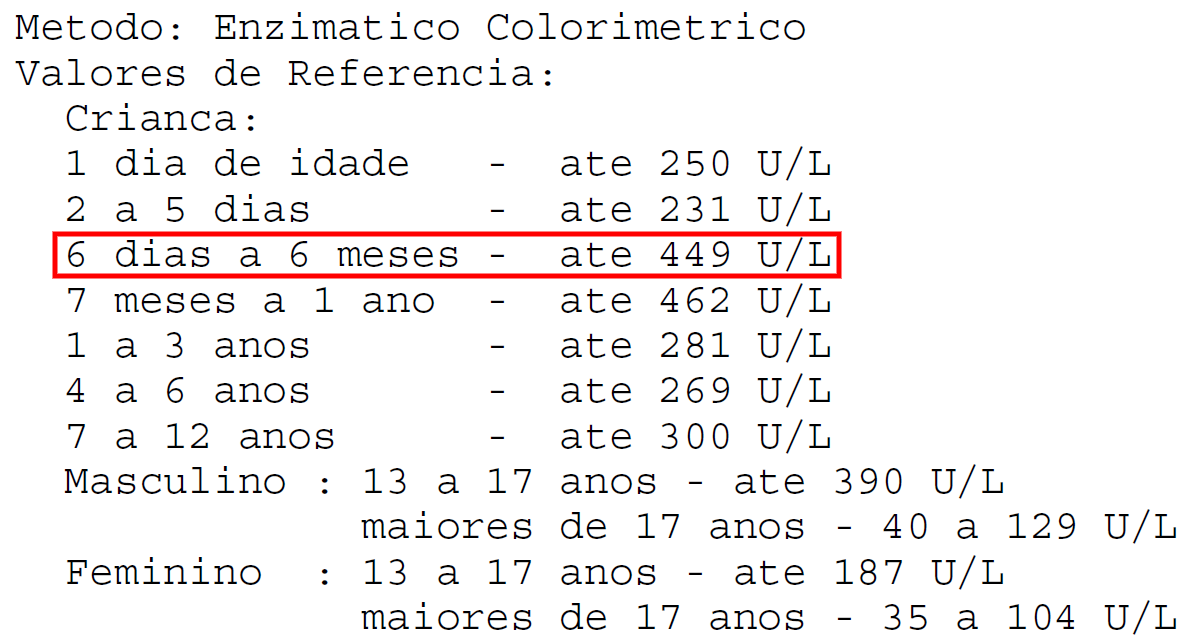 Metodo: Enzimatico Colorimetrico
Valores de Referencia:
Crianca:
1 dia de idade - ate 250 U/L
2 a 5 dias - ate 231 U/L
6 dias a 6 meses - ate 449 U/L
7 meses a 1 ano - ate 462 U/L
1 a 3 anos - ate 281 U/L
4 a 6 anos - ate 269 U/L
7 a 12 anos - ate 300 U/L
Masculino : 13 a 17 anos - ate 390 U/L
maiores de 17 anos - 40 a 129 U/L
Feminino : 13 a 17 anos - ate 187 U/L
maiores de 17 anos - 35 a 104 U/L